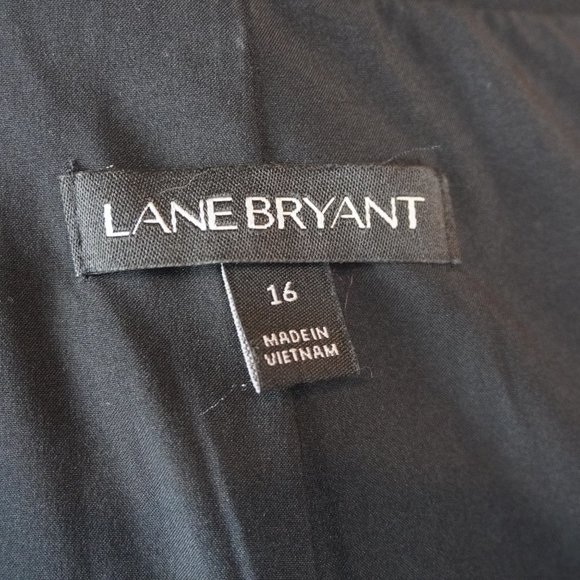 LANE BRYANT
16
MADE IN
VIETNAM